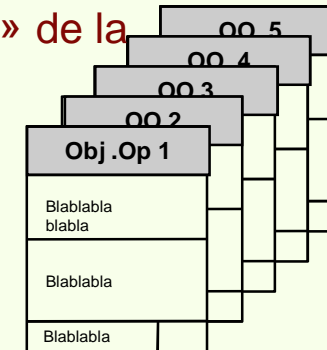 » de la
OO 5
OO 4
OO 3
OO 2
Obj .Op 1
Blablabla
blabla
Blablabla
Blablabla